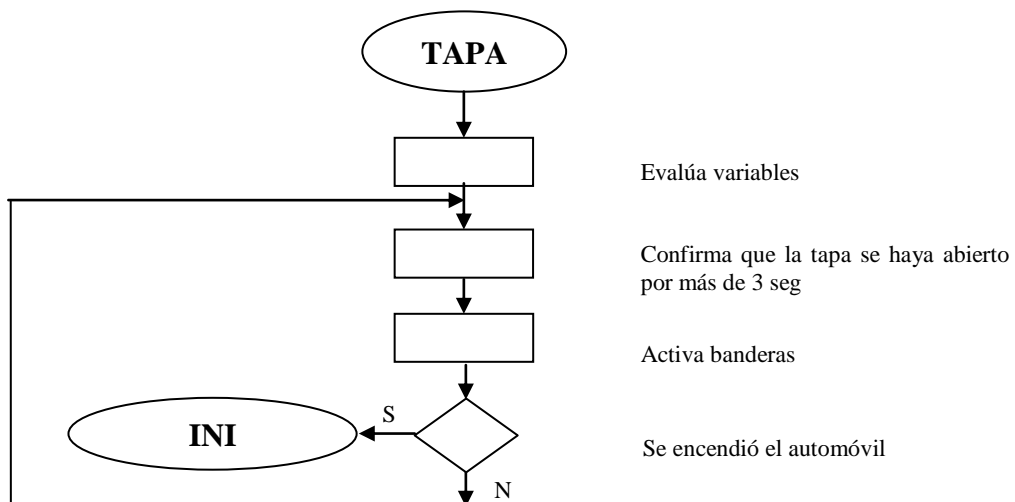 TAPA
Evalúa variables
Confirma que la tapa se haya abierto
por más de 3 seg
Activa banderas
S
INI
Se encendió el automóvil
N